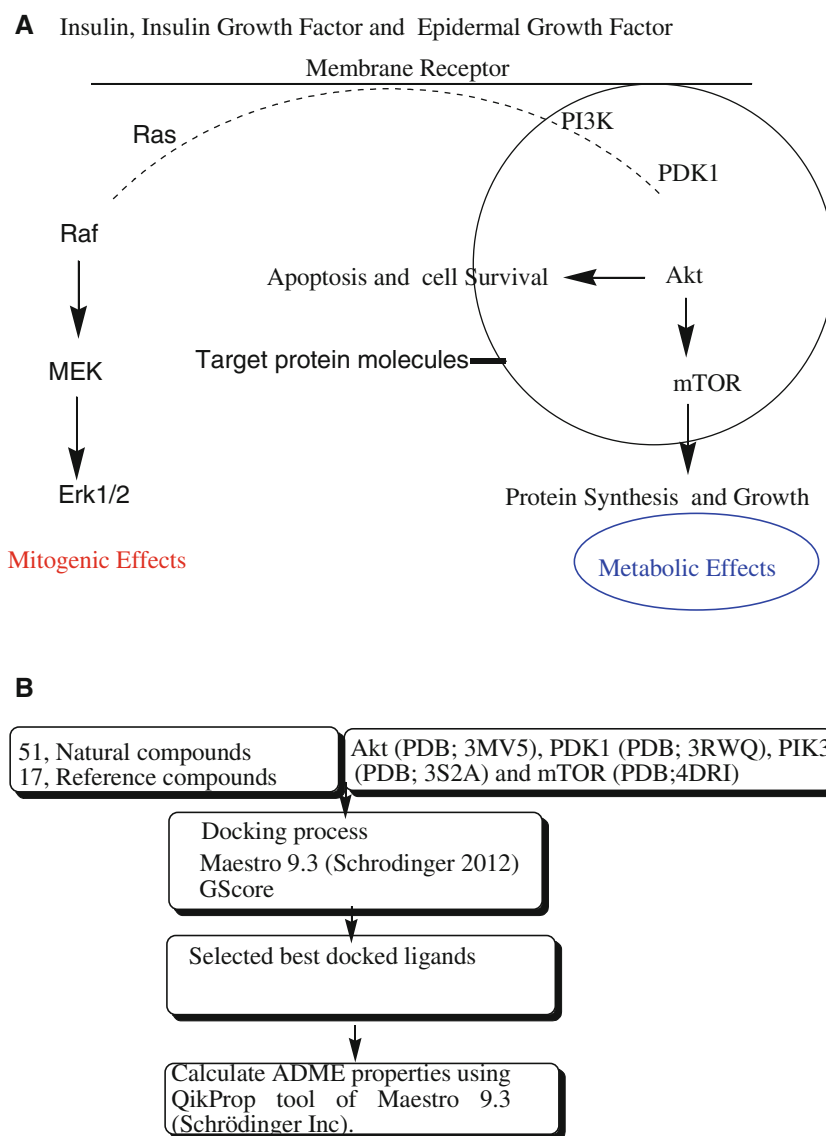 A Insulin, Insulin Growth Factor and Epidermal Growth Factor
Membrane Receptor
Ras
PI3K
PDK1
Raf
Apoptosis and cell Survival
Akt
Target protein molecules
MEK
mTOR
Erk1/2
Protein Synthesis and Growth
Mitogenic Effects
Metabolic Effects
B
51, Natural compounds
17, Reference compounds
Akt (PDB; 3MV5), PDK1 (PDB; 3RWQ), PIK3
(PDB; 3S2A) and mTOR (PDB;4DRI)
Docking process
Maestro 9.3 (Schrodinger 2012)
GScore
Selected best docked ligands
Calculate ADME properties using
QikProp tool of Maestro 9.3
(Schrödinger Inc).